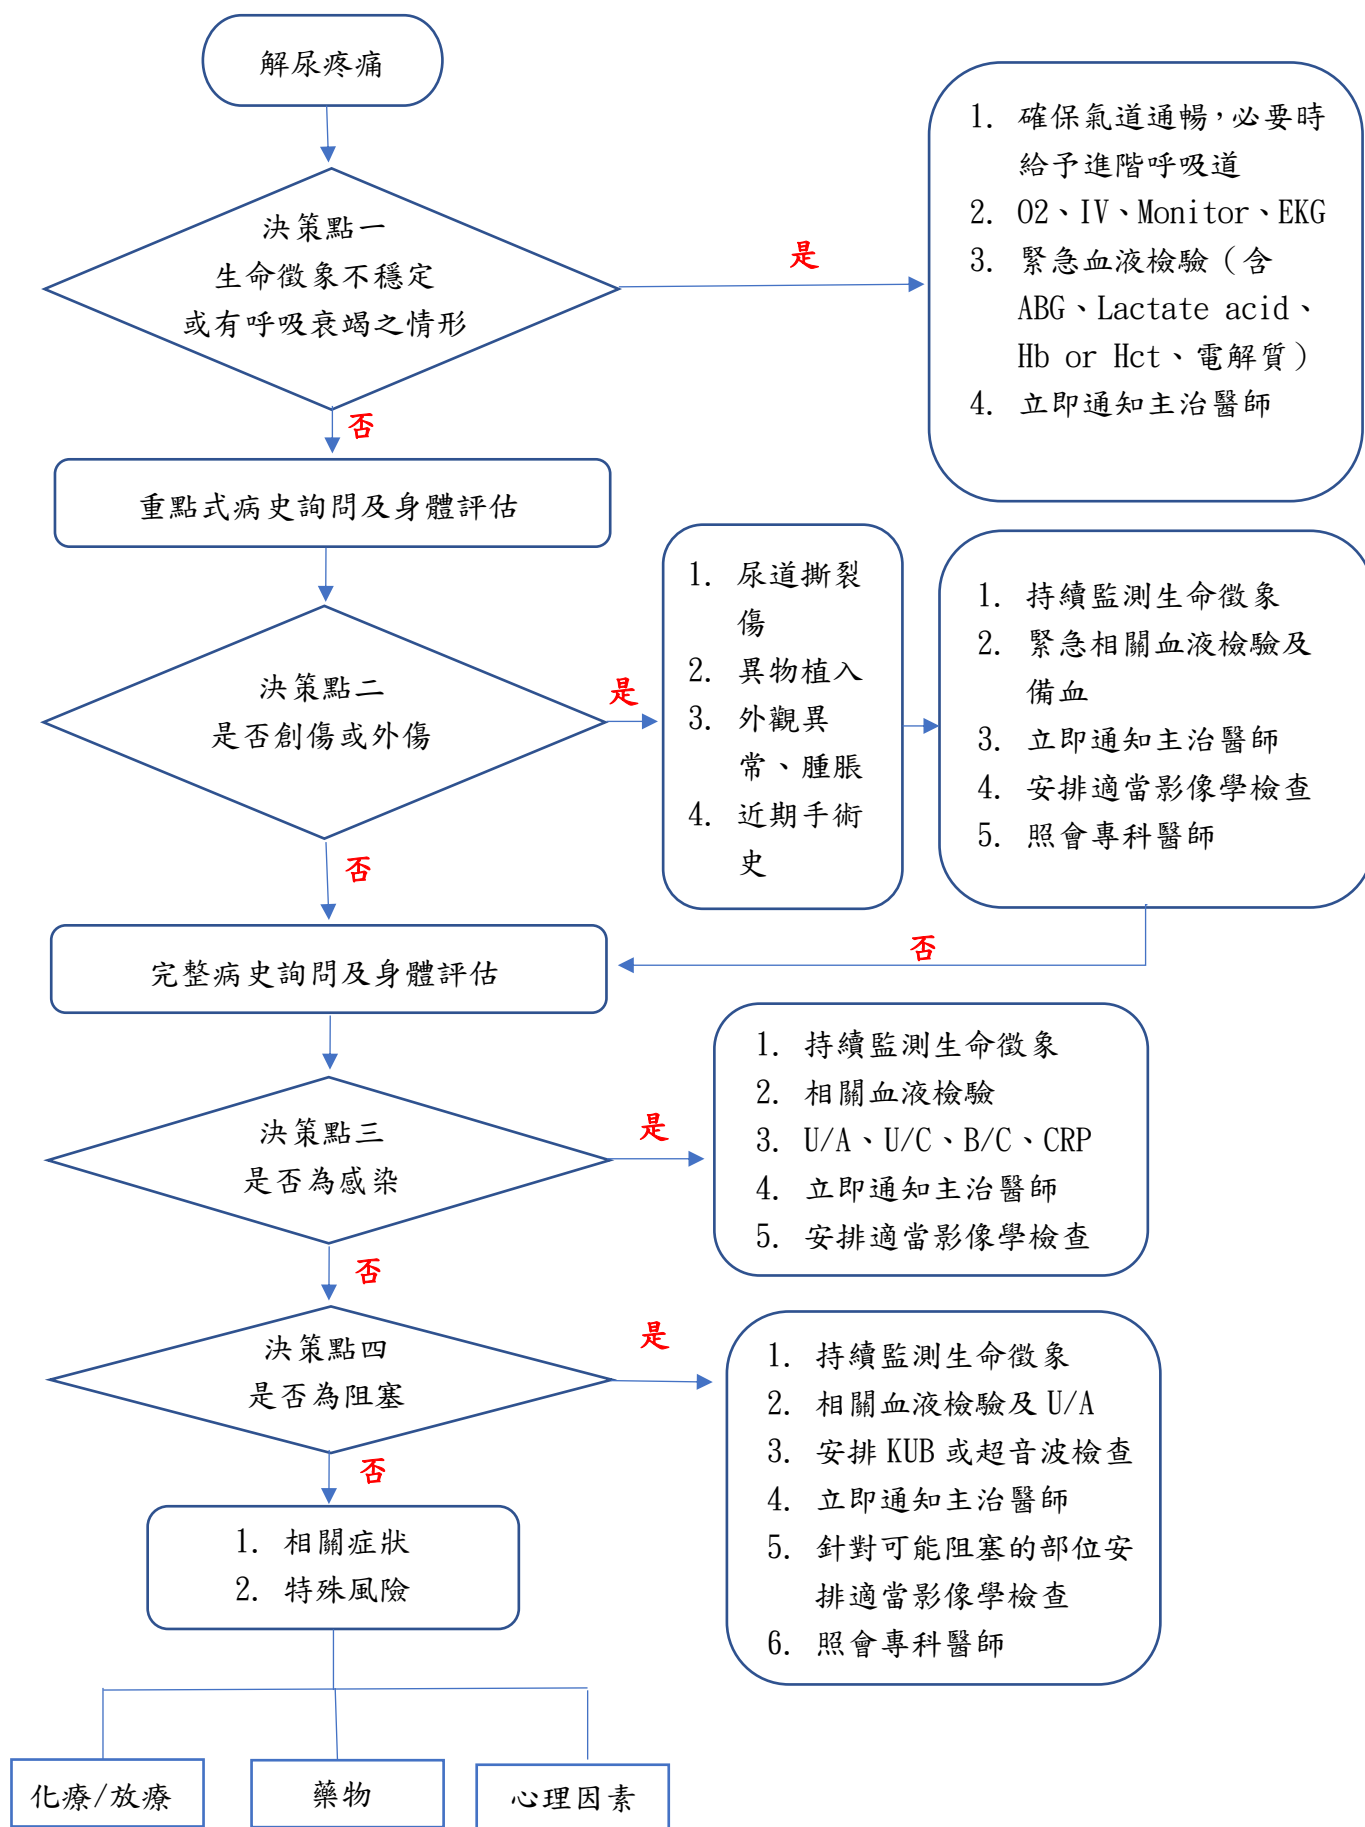 解尿疼痛
決策點一
生命徵象不穩定
或有呼吸衰竭之情形
是
1. 確保氣道通暢，必要時
給予進階呼吸道
2. O2、IV、Monitor、EKG
3. 緊急血液檢驗（含
ABG、Lactate acid、
Hb or Hct、電解質）
4. 立即通知主治醫師
否
重點式病史詢問及身體評估
決策點二
是否創傷或外傷
是
1. 尿道撕裂
傷
2. 異物植入
3. 外觀異
常、腫脹
4. 近期手術
史
1. 持續監測生命徵象
2. 緊急相關血液檢驗及
備血
3. 立即通知主治醫師
4. 安排適當影像學檢查
5. 照會專科醫師
否
否
完整病史詢問及身體評估
決策點三
是否為感染
是
1. 持續監測生命徵象
2. 相關血液檢驗
3. U/A、U/C、B/C、CRP
4. 立即通知主治醫師
5. 安排適當影像學檢查
否
決策點四
是否為阻塞
是
1. 持續監測生命徵象
2. 相關血液檢驗及 U/A
3. 安排 KUB 或超音波檢查
4. 立即通知主治醫師
5. 針對可能阻塞的部位安
排適當影像學檢查
6. 照會專科醫師
否
1. 相關症狀
2. 特殊風險
化療/放療
藥物
心理因素